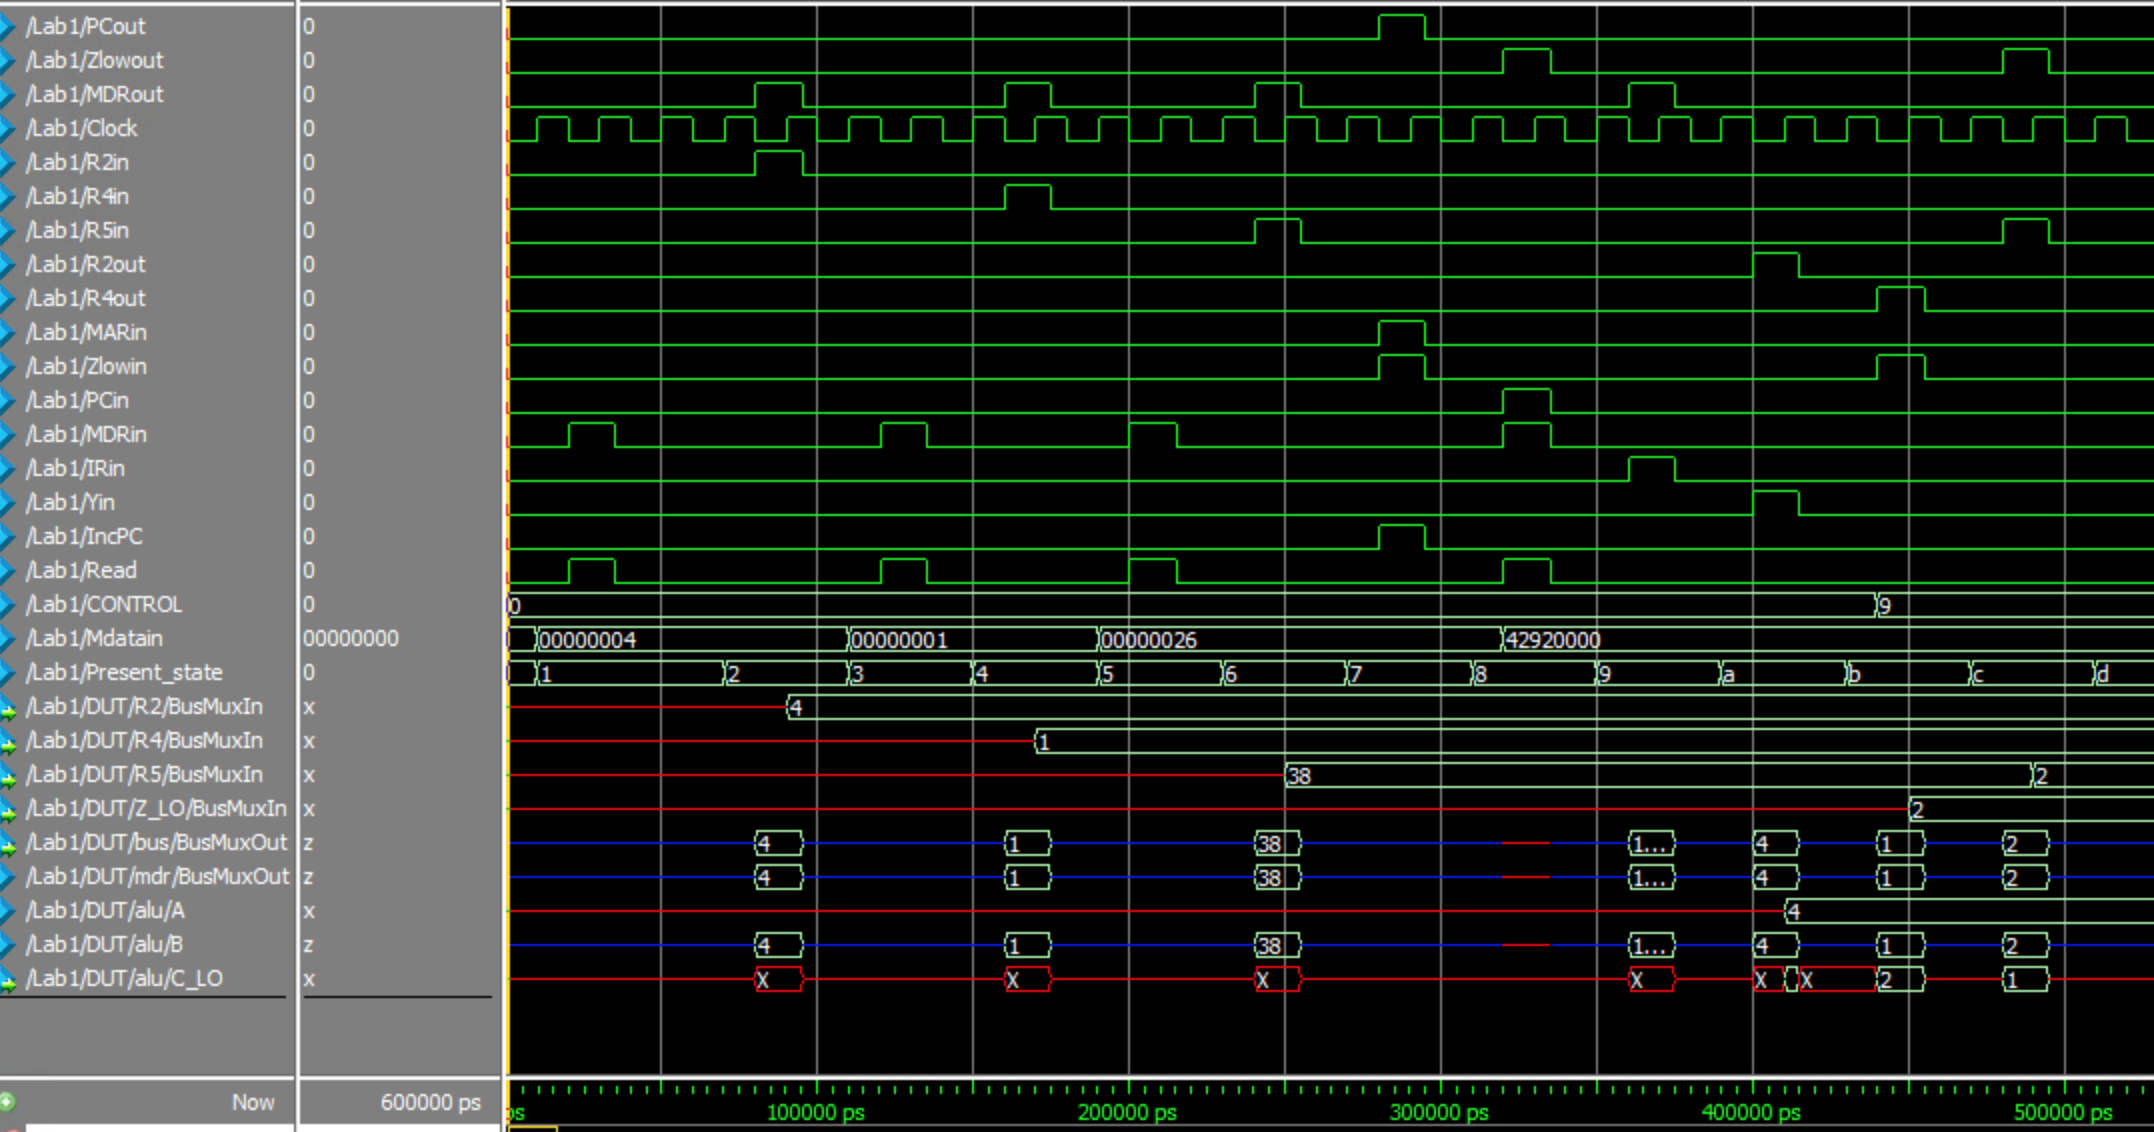 /Lab1/PCout 0
/Lab1/Zlowout 0
/Lab1/MDRout 0
/Lab1/Clock 0
/Lab1/R2in 0
/Lab1/R4in 0
/Lab1/R5in 0
/Lab1/R2out 0
/Lab1/R4out 0
/Lab1/MARin 0
/Lab1/Zlowin 0
/Lab1/PCin 0
/Lab1/MDRin 0
/Lab1/IRin 0
/Lab1/Yin 0
/Lab1/IncPC 0
/Lab1/Read 0
/Lab1/CONTROL 0 0 9
/Lab1/Mdatain 00000000 00000004 00000001 00000026 42920000
/Lab1/Present_state 0 1 2 3 4 5 6 7 8 9 a b c d
/Lab1/DUT/R2/BusMuxIn x 4
/Lab1/DUT/R4/BusMuxIn x 1
/Lab1/DUT/R5/BusMuxIn x 38 2
/Lab1/DUT/Z_LO/BusMuxIn x 2
/Lab1/DUT/bus/BusMuxOut z 4 1 38 1... 4 1 2
/Lab1/DUT/mdr/BusMuxOut z 4 1 38 1... 4 1 2
/Lab1/DUT/alu/A x 4
/Lab1/DUT/alu/B z 4 1 38 1... 4 1 2
/Lab1/DUT/alu/C_LO x X X X X X X 2 1
Now 600000 ps ps 100000 ps 200000 ps 300000 ps 400000 ps 500000 ps